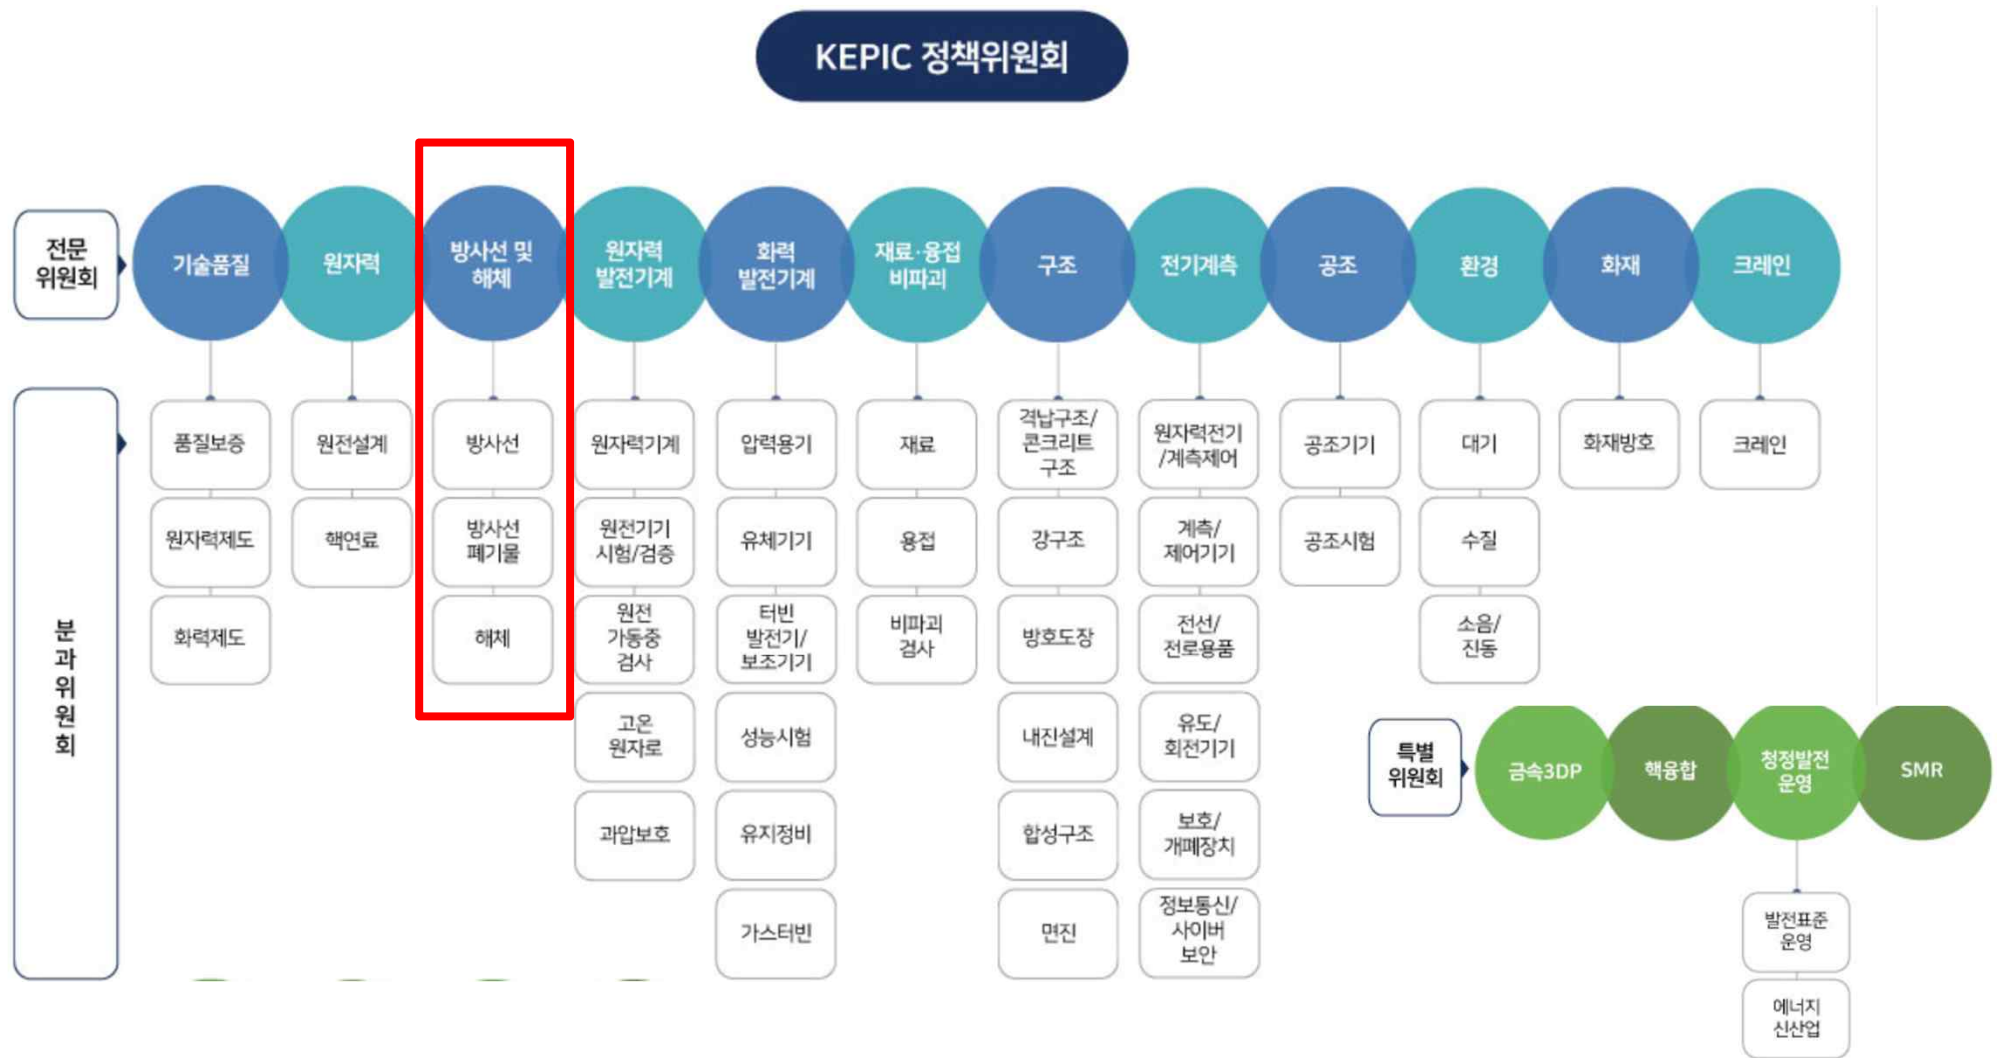 KEPIC 정책위원회
전문
위원회
기술품질
원자력
방사선 및
해체
원자력
발전기계
화력
발전기계
재료·용접
비파괴
구조
전기계측
공조
환경
화재
크레인
분
과
위
원
회
품질보증
원자력제도
화력제도
원전설계
핵연료
방사선
방사선
폐기물
해체
원자력기계
원전기기
시험/검증
원전
가동중
검사
고온
원자로
과압보호
압력용기
유체기기
터빈
발전기/
보조기기
성능시험
유지정비
가스터빈
재료
용접
비파괴
검사
격납구조/
콘크리트
구조
강구조
방호도장
내진설계
합성구조
면진
원자력전기
/계측제어
계측/
제어기기
전선/
전로용품
유도/
회전기기
보호/
개폐장치
정보통신/
사이버
보안
공조기기
공조시험
대기
수질
소음/
진동
화재방호
크레인
특별
위원회
금속3DP
핵융합
청정발전
운영
SMR
발전표준
운영
에너지
신산업